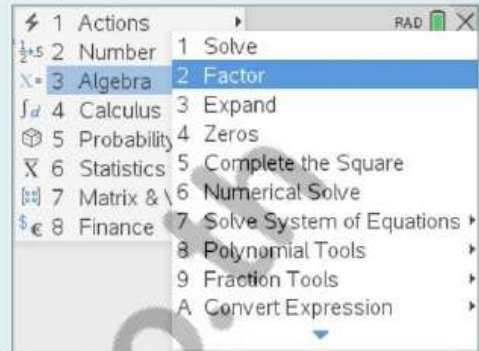 1 Actions
RAD
2 Number
3 Algebra
4 Calculus
5 Probability
6 Statistics
7 Matrix &
8 Finance
1 Solve
2 Factor
3 Expand
4 Zeros
5 Complete the Square
6 Numerical Solve
7 Solve System of Equations
8 Polynomial Tools
9 Fraction Tools
A Convert Expression